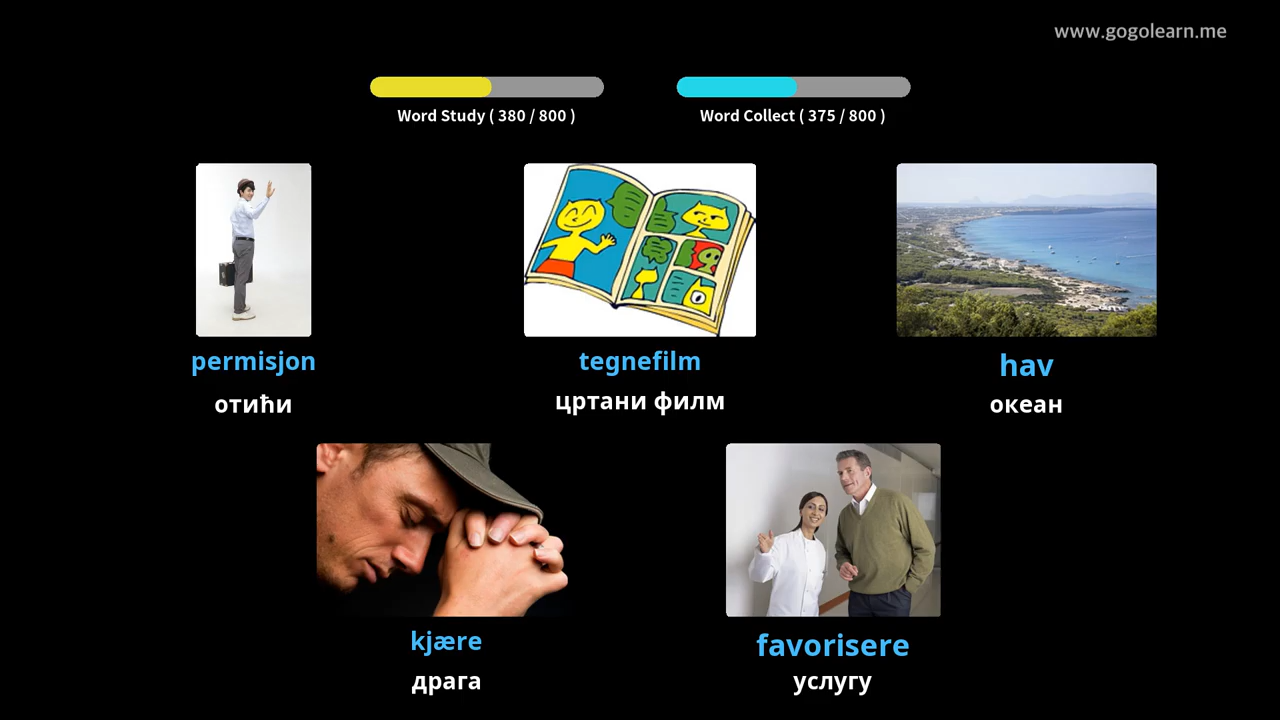 www.gogolearn.me
Word Study ( 380 / 800 )
Word Collect ( 375 / 800 )
permisjon
отићи
tegnefilm
цртани филм
hav
океан
kjære
драга
favorisere
услугу